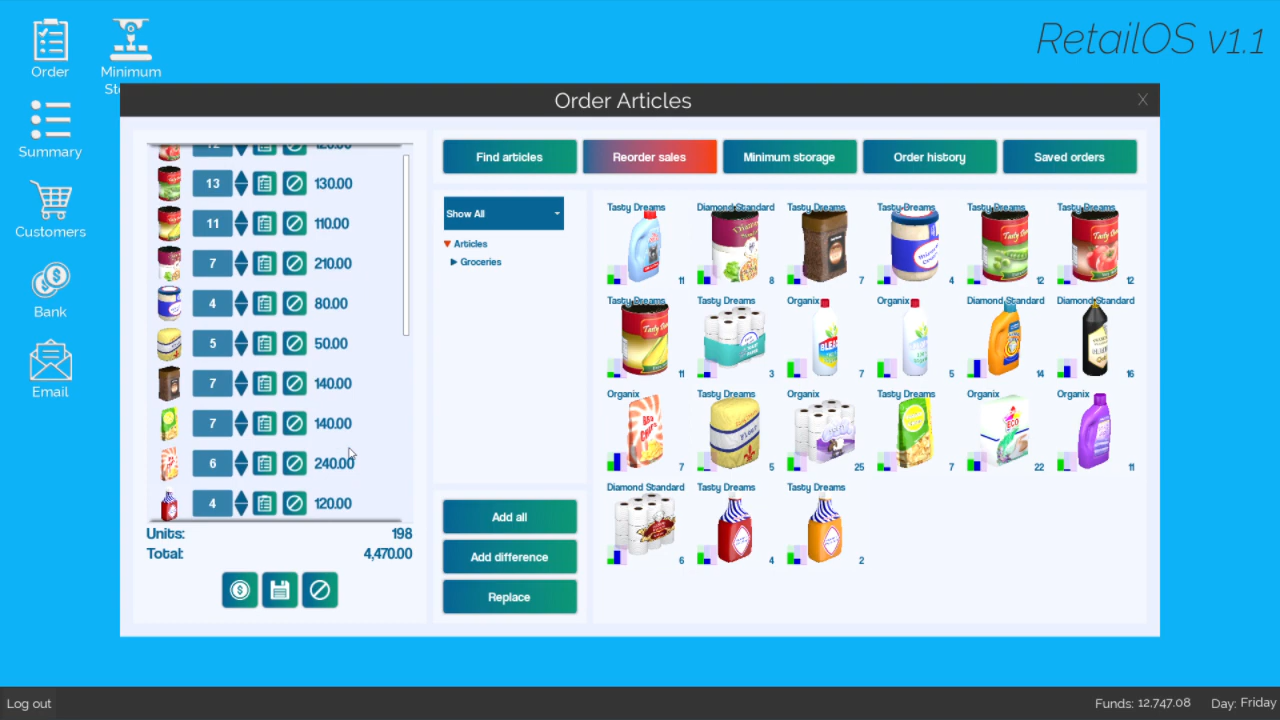 RetailOS v1.1
Order
Minimum
Summary
Customers
Bank
Email
Order Articles
X
13 130.00
11 110.00
7 210.00
4 80.00
5 50.00
7 140.00
7 140.00
6 240.00
4 120.00
Units: 198
Total: 4,470.00
Find articles
Reorder sales
Minimum storage
Order history
Saved orders
Show All
Articles
Groceries
Add all
Add difference
Replace
Tasty Dreams Diamond Standard Tasty Dreams Tasty Dreams Tasty Dreams Tasty Dreams
11 8 7 4 12 12
Tasty Dreams Tasty Dreams Organix Organix Diamond Standard Diamond Standard
11 3 7 5 14 16
Organix Tasty Dreams Organix Tasty Dreams Organix Organix
7 5 25 7 22 11
Diamond Standard Tasty Dreams Tasty Dreams
6 4 2
Log out
Funds: 12,747.08
Day: Friday